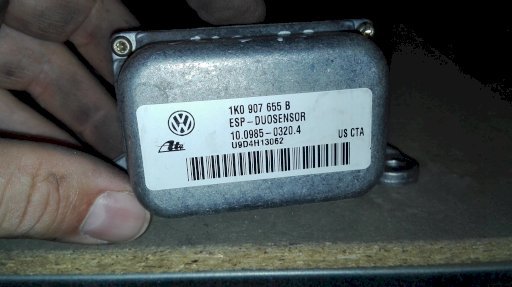 1K0 907 655 B
ESP-DUOSENSOR
10.0985-0320.4
US CTA
U9D4H13062
Ate